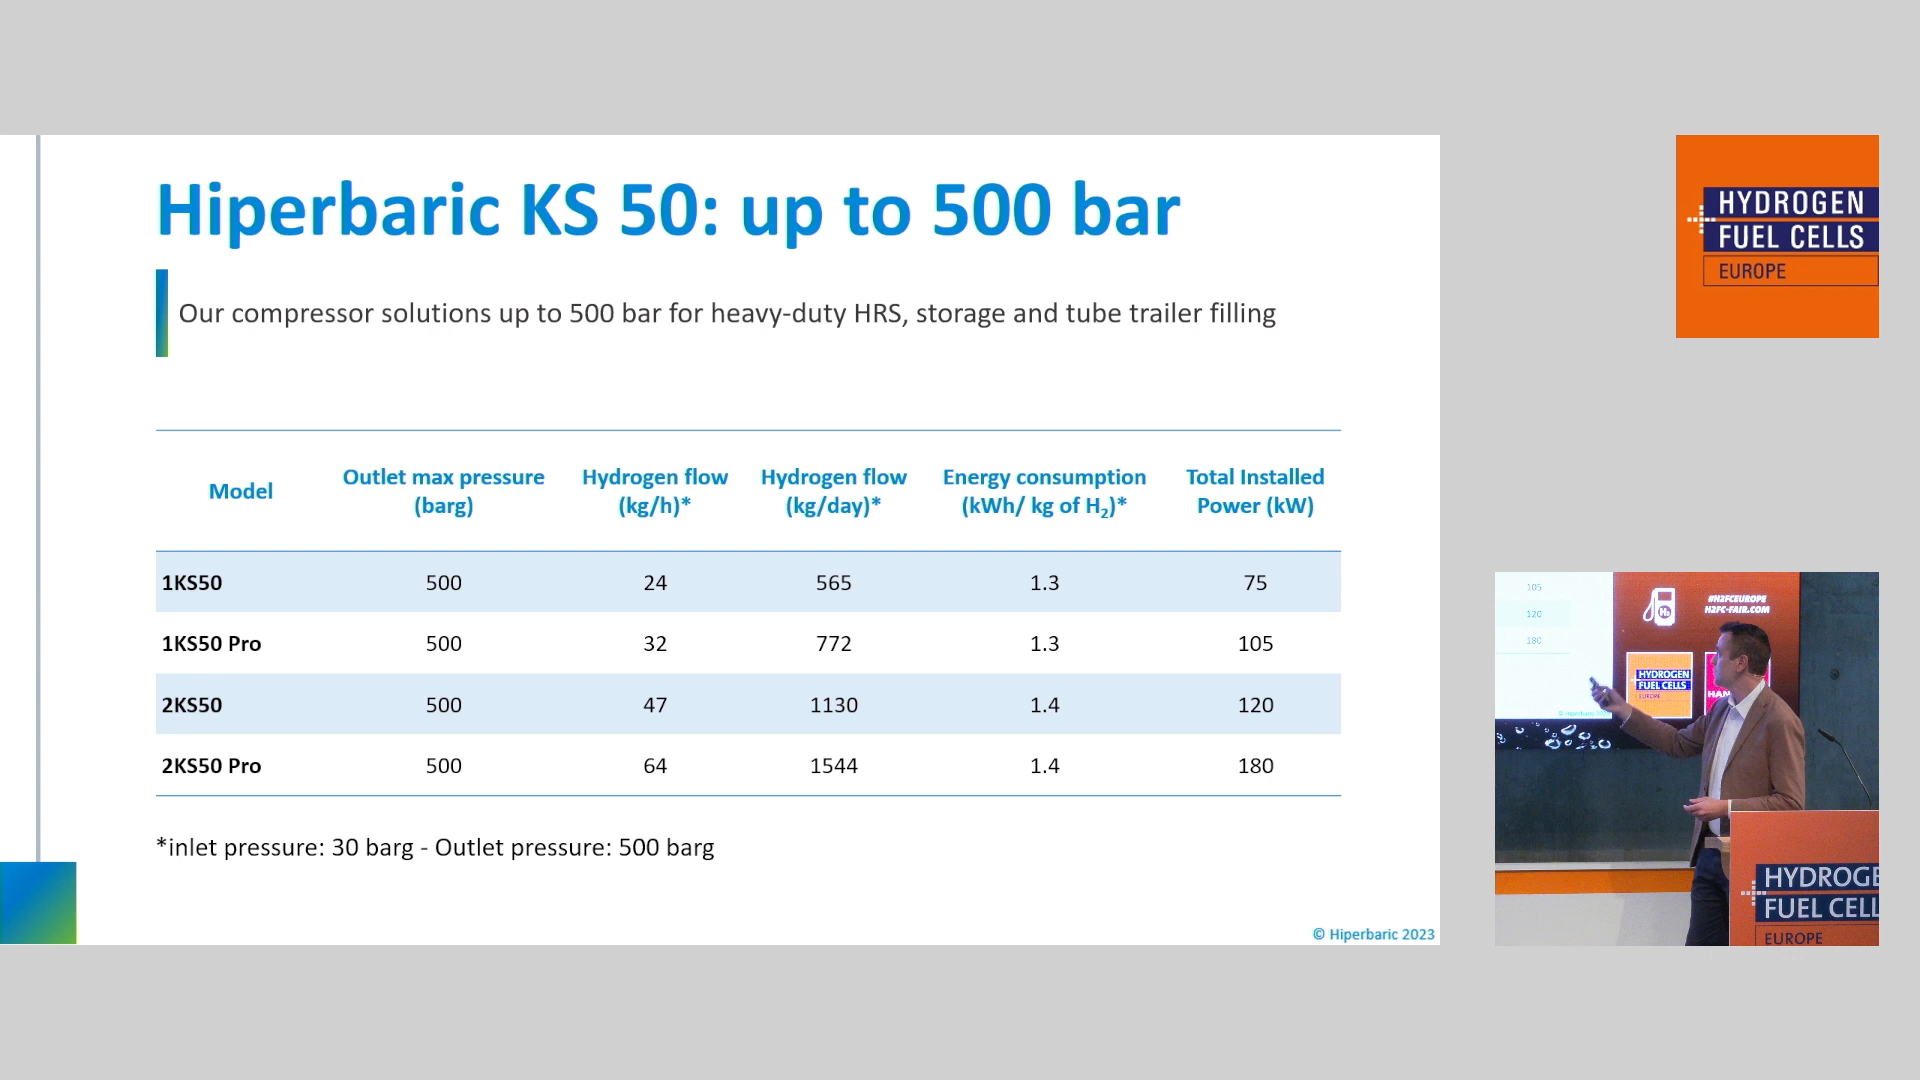 Hiperbaric KS 50: up to 500 bar
Our compressor solutions up to 500 bar for heavy-duty HRS, storage and tube trailer filling
Model
Outlet max pressure
(barg)
Hydrogen flow
(kg/h)*
Hydrogen flow
(kg/day)*
Energy consumption
(kWh/ kg of H₂)*
Total Installed
Power (kW)
1KS50 500 24 565 1.3 75
1KS50 Pro 500 32 772 1.3 105
2KS50 500 47 1130 1.4 120
2KS50 Pro 500 64 1544 1.4 180
*inlet pressure: 30 barg - Outlet pressure: 500 barg
© Hiperbaric 2023
HYDROGEN
FUEL CELLS
EUROPE
105
120
180
H₂
#H2FCEUROPE
H2FC-FAIR.COM
HYDROGEN
FUEL CELLS
EUROPE
HAN
HYDROGE
FUEL CELL
EUROPE